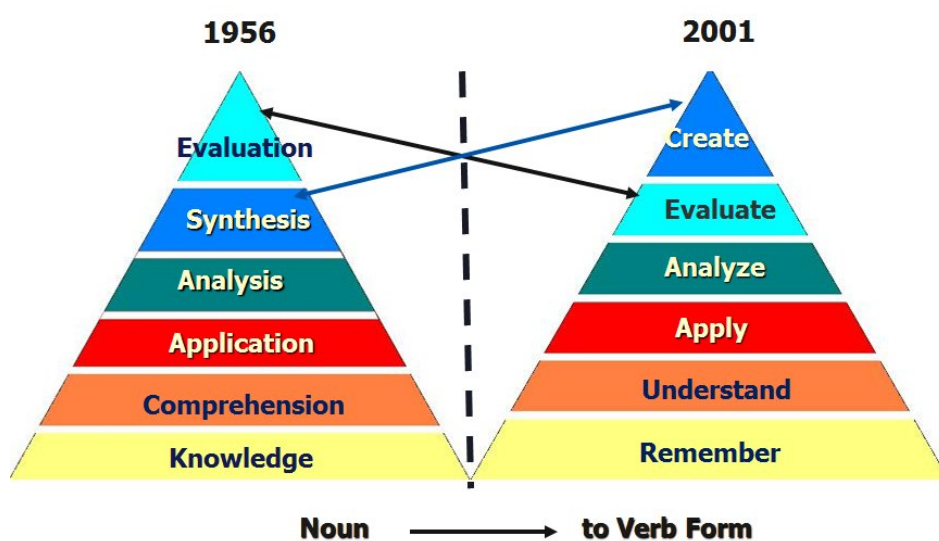 1956
Evaluation
Synthesis
Analysis
Application
Comprehension
Knowledge
2001
Create
Evaluate
Analyze
Apply
Understand
Remember
Noun to Verb Form